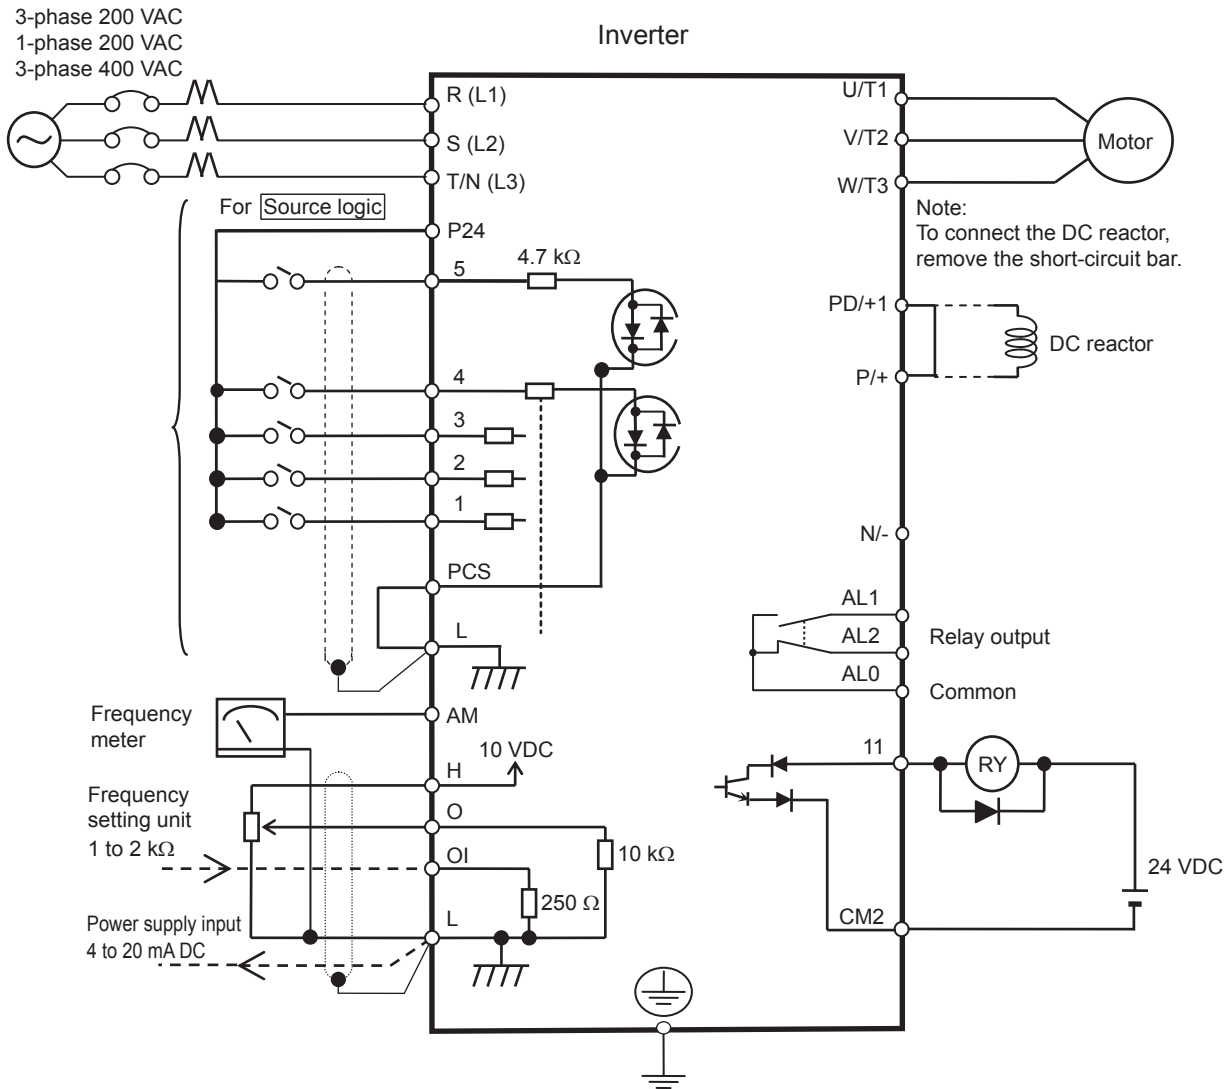 3-phase 200 VAC
1-phase 200 VAC
3-phase 400 VAC
Inverter
R (L1)
S (L2)
T/N (L3)
U/T1
V/T2
W/T3
Motor
For Source logic
P24
5
4.7 kΩ
4
3
2
1
PCS
L
Note:
To connect the DC reactor,
remove the short-circuit bar.
PD/+1
P/+
DC reactor
N/-
AL1
AL2
AL0
Relay output
Common
Frequency
meter
AM
10 VDC
H
Frequency
setting unit
1 to 2 kΩ
O
OI
10 kΩ
250 Ω
L
Power supply input
4 to 20 mA DC
11
RY
24 VDC
CM2